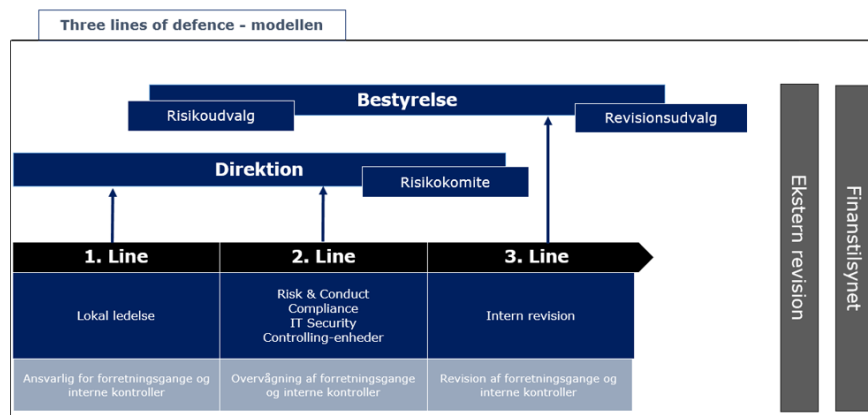 Three lines of defence - modellen
Bestyrelse
Risikoudvalg
Revisionsudvalg
Direktion
Risikokomite
1. Line
2. Line
3. Line
Lokal ledelse
Risk & Conduct
Compliance
IT Security
Controlling-enheder
Intern revision
Ansvarlig for forretningsgange og
interne kontroller
Overvågning af forretningsgange
og interne kontroller
Revision af forretningsgange og
interne kontroller
Ekstern revision
Finanstilsynet